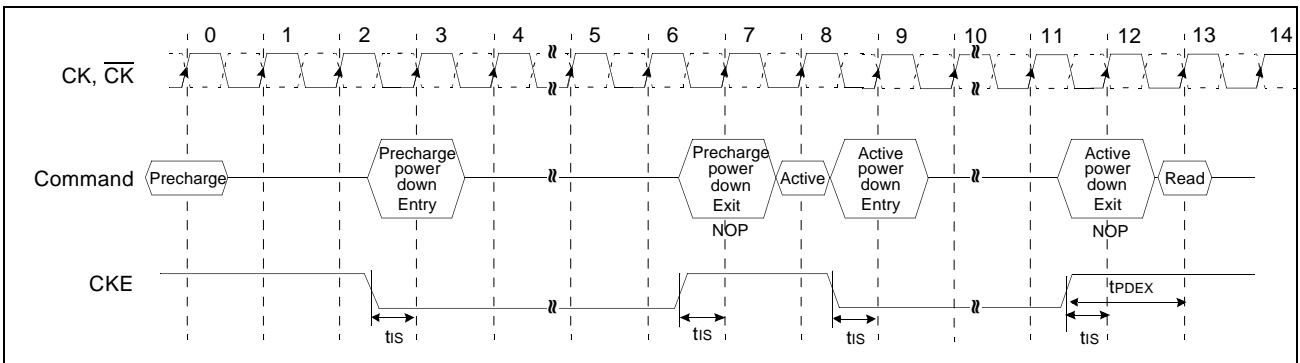 0 1 2 3 4 5 6 7 8 9 10 11 12 13 14
CK, CK
Command
Precharge
Precharge
power
down
Entry
Precharge
power
down
Exit
NOP
Active
Active
power
down
Entry
Active
power
down
Exit
NOP
Read
CKE
tIS
tIS
tIS
tPDEX
tIS